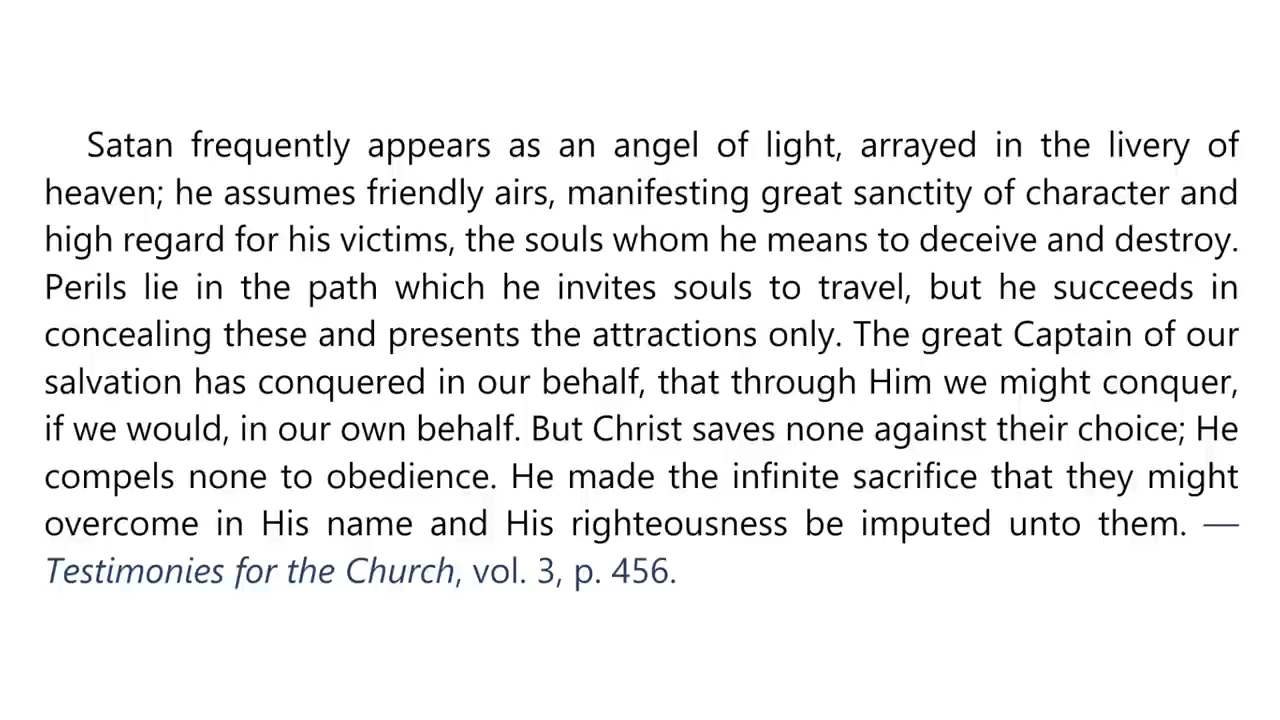 Satan frequently appears as an angel of light, arrayed in the livery of
heaven; he assumes friendly airs, manifesting great sanctity of character and
high regard for his victims, the souls whom he means to deceive and destroy.
Perils lie in the path which he invites souls to travel, but he succeeds in
concealing these and presents the attractions only. The great Captain of our
salvation has conquered in our behalf, that through Him we might conquer,
if we would, in our own behalf. But Christ saves none against their choice; He
compels none to obedience. He made the infinite sacrifice that they might
overcome in His name and His righteousness be imputed unto them. —
Testimonies for the Church, vol. 3, p. 456.